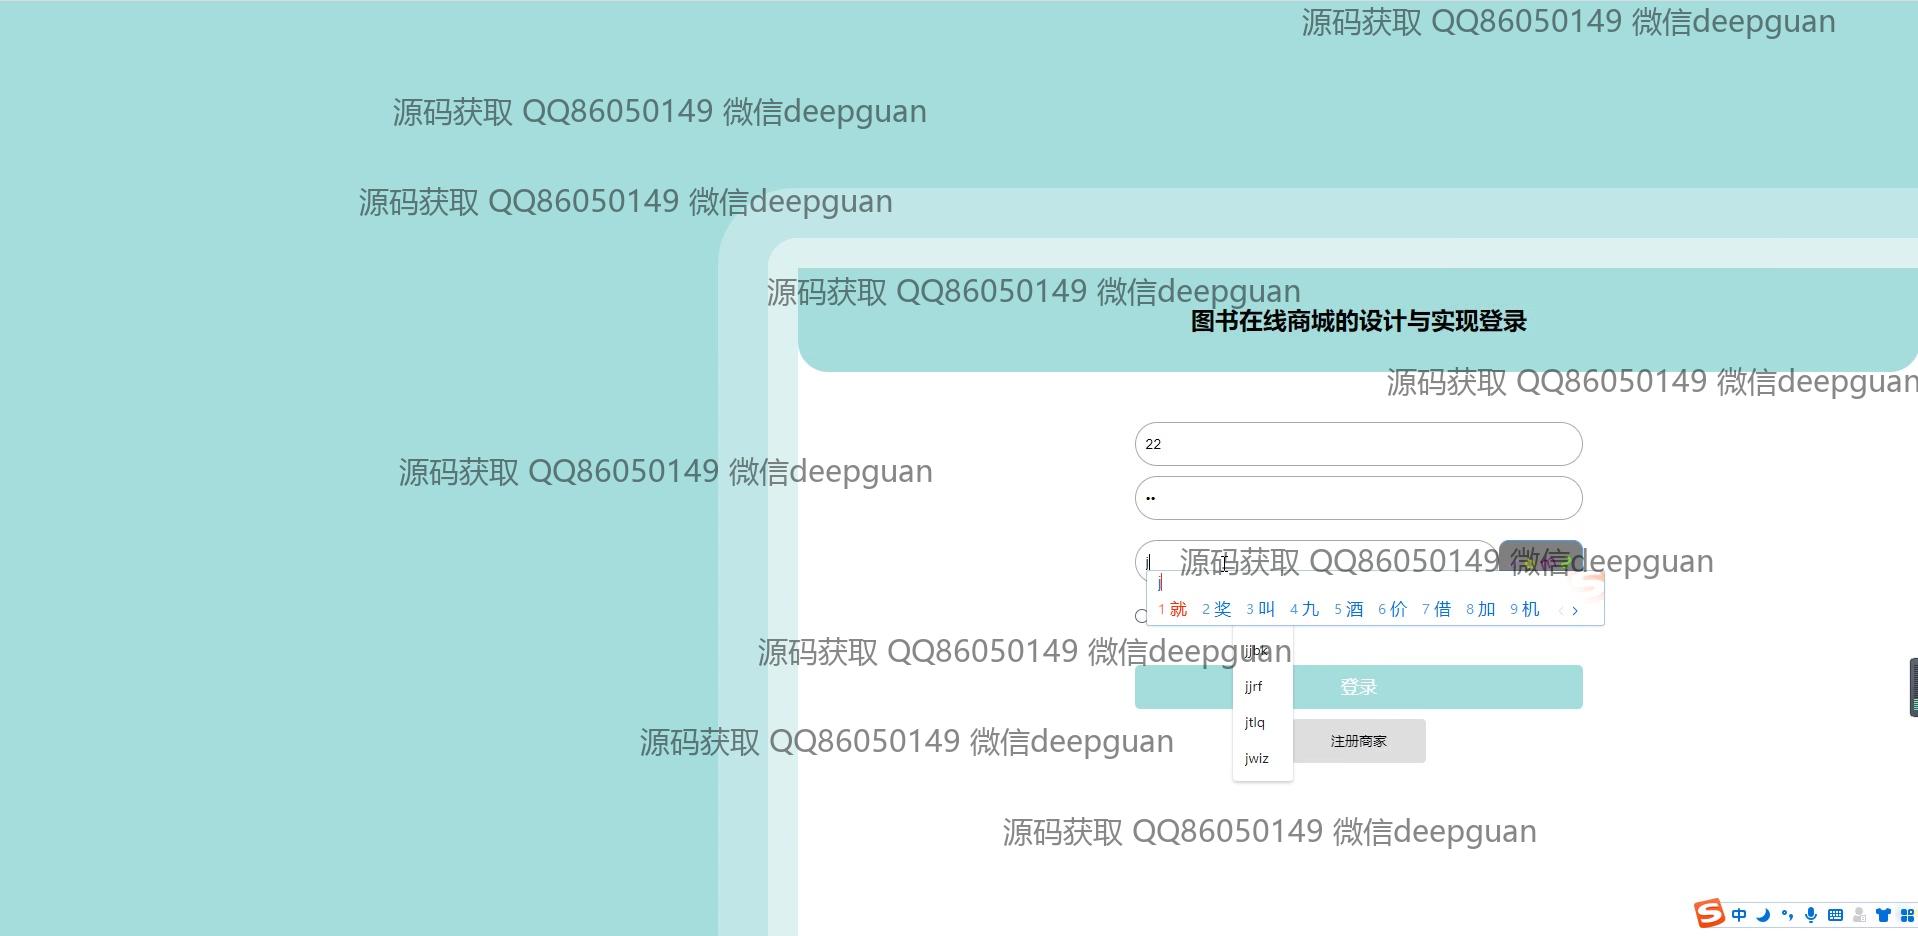 源码获取 QQ86050149 微信deepguan
源码获取 QQ86050149 微信deepguan
源码获取 QQ86050149 微信deepguan
源码获取 QQ86050149 微信deepguan
图书在线商城的设计与实现登录
源码获取 QQ86050149 微信deepguan
22
源码获取 QQ86050149 微信deepguan
j
源码获取 QQ86050149 微信deepguan
j
1 就 2 奖 3 叫 4 九 5 酒 6 价 7 借 8 加 9 机
源码获取 QQ86050149 微信deepguan
jjbk
jjrf
登录
jtlq
源码获取 QQ86050149 微信deepguan
注册商家
jwiz
源码获取 QQ86050149 微信deepguan
中